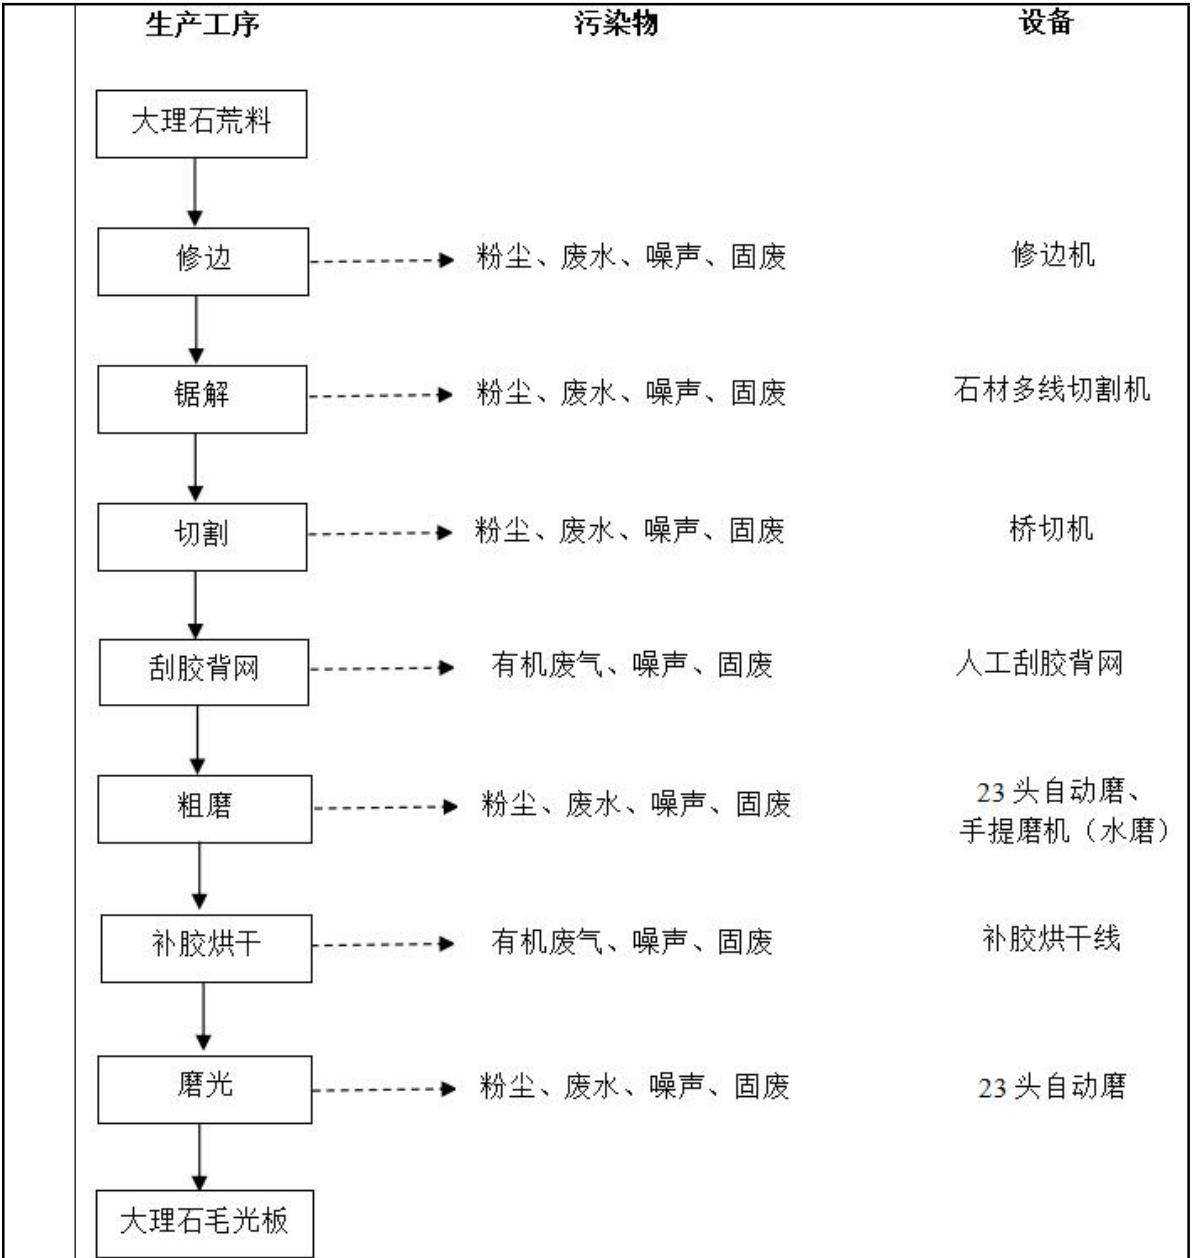 生产工序 污染物 设备
大理石荒料
修边 粉尘、废水、噪声、固废 修边机
锯解 粉尘、废水、噪声、固废 石材多线切割机
切割 粉尘、废水、噪声、固废 桥切机
刮胶背网 有机废气、噪声、固废 人工刮胶背网
粗磨 粉尘、废水、噪声、固废 23 头自动磨、
手提磨机（水磨）
补胶烘干 有机废气、噪声、固废 补胶烘干线
磨光 粉尘、废水、噪声、固废 23 头自动磨
大理石毛光板